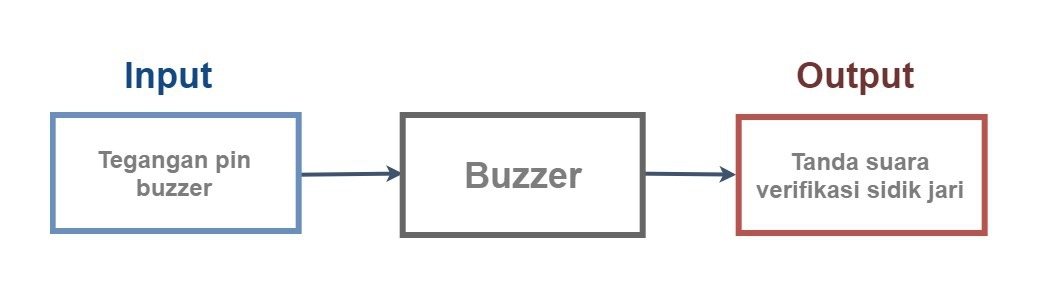 Input
Output
Tegangan pin
buzzer
Buzzer
Tanda suara
verifikasi sidik jari